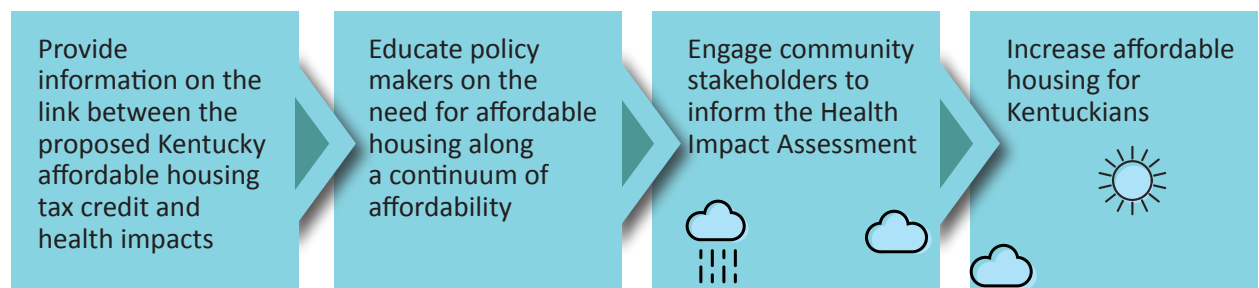 Provide
information on the
link between the
proposed Kentucky
affordable housing
tax credit and
health impacts
Educate policy
makers on the
need for affordable
housing along
a continuum of
affordability
Engage community
stakeholders to
inform the Health
Impact Assessment
Increase affordable
housing for
Kentuckians